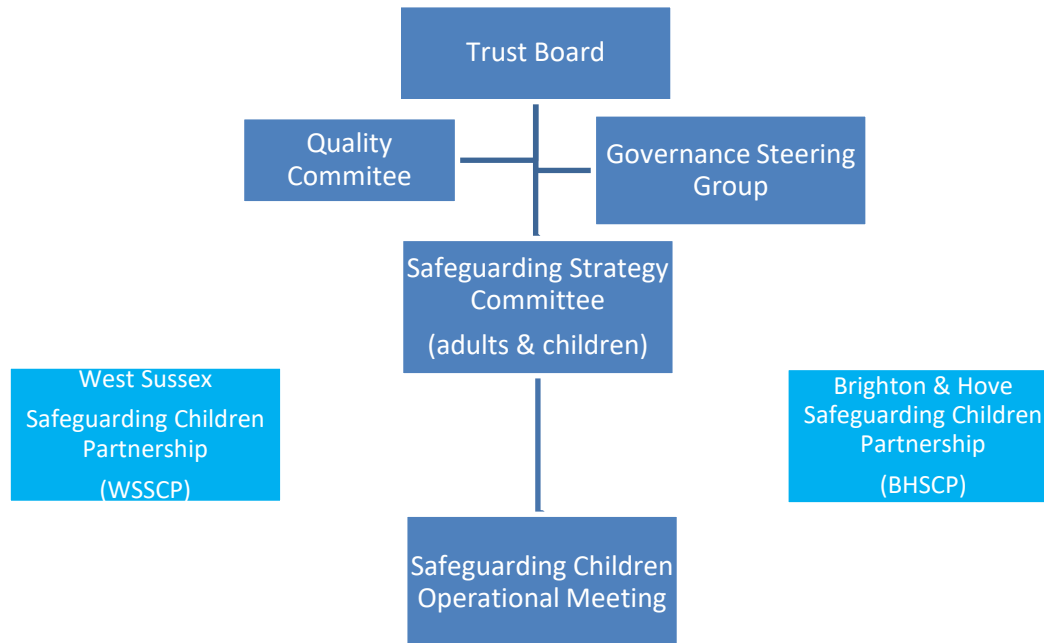 Trust Board
Quality
Commitee
Governance Steering
Group
Safeguarding Strategy
Committee
(adults & children)
West Sussex
Safeguarding Children
Partnership
(WSSCP)
Brighton & Hove
Safeguarding Children
Partnership
(BHSCP)
Safeguarding Children
Operational Meeting